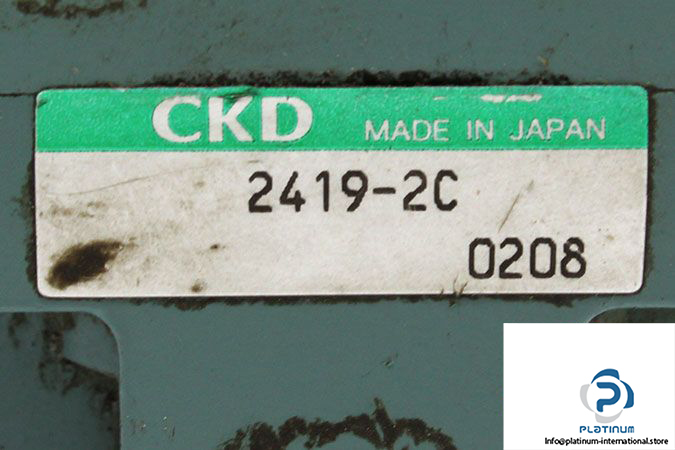 CKD MADE IN JAPAN
2419-2C
0208
PLATINUM
Info@platinum-international.store